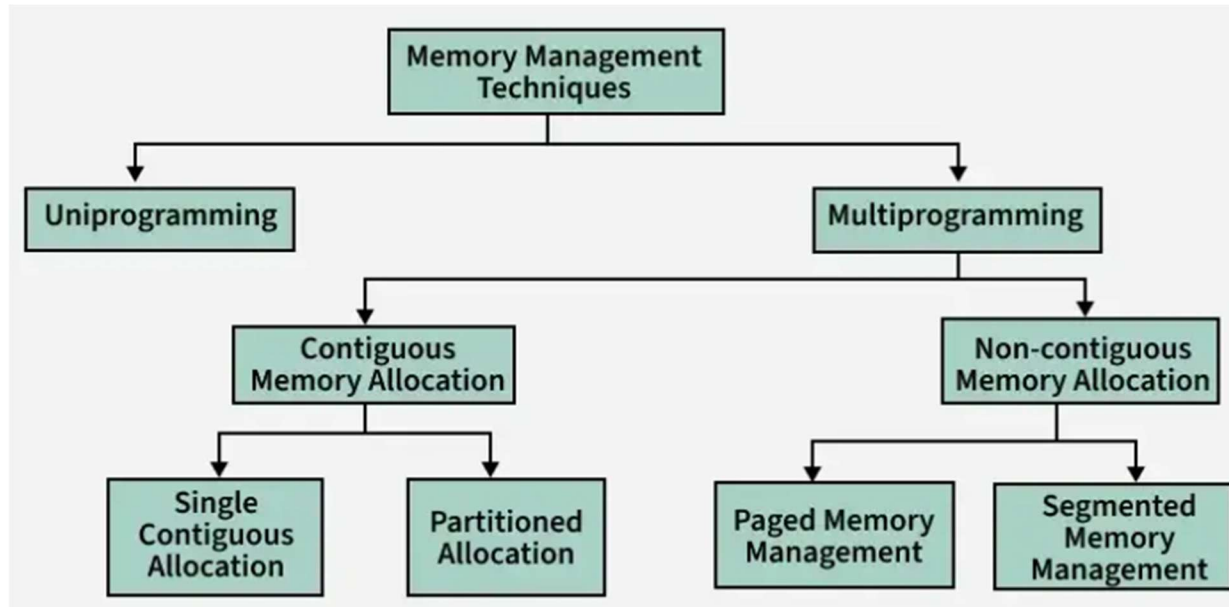 Memory Management
Techniques
Uniprogramming
Multiprogramming
Contiguous
Memory Allocation
Non-contiguous
Memory Allocation
Single
Contiguous
Allocation
Partitioned
Allocation
Paged Memory
Management
Segmented
Memory
Management